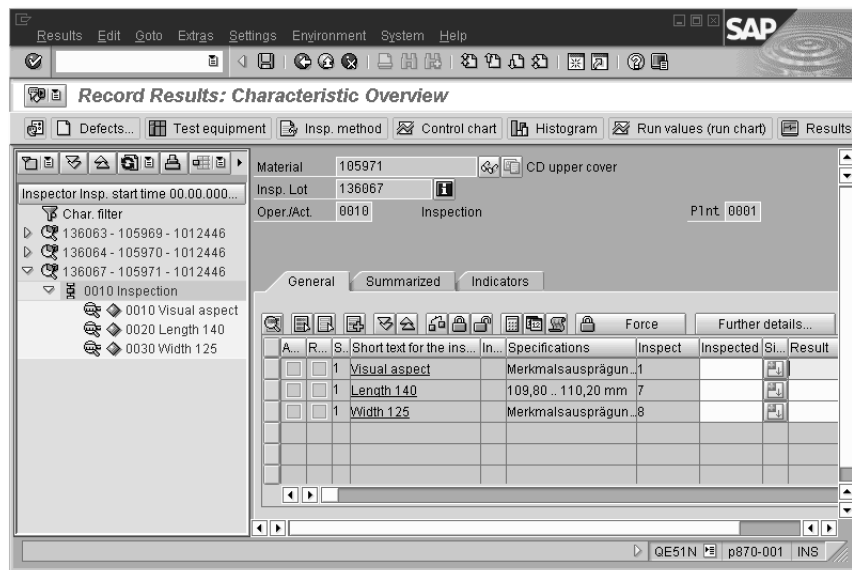 Results Edit Goto Extras Settings Environment System Help
SAP
Record Results: Characteristic Overview
Defects... Test equipment Insp. method Control chart Histogram Run values (run chart) Results
Inspector Insp. start time 00.00.000...
Char. filter
136063 - 105969 - 1012446
136064 - 105970 - 1012446
136067 - 105971 - 1012446
0010 Inspection
0010 Visual aspect
0020 Length 140
0030 Width 125
Material 105971 CD upper cover
Insp. Lot 136067
Oper./Act. 0010 Inspection Plnt 0001
General Summarized Indicators
Force Further details...
A... R... S.. Short text for the ins... In... Specifications Inspect Inspected Si... Result
1 Visual aspect Merkmalsausprägun...1
1 Length 140 109,80 .. 110,20 mm 7
1 Width 125 Merkmalsausprägun...8
QE51N p870-001 INS